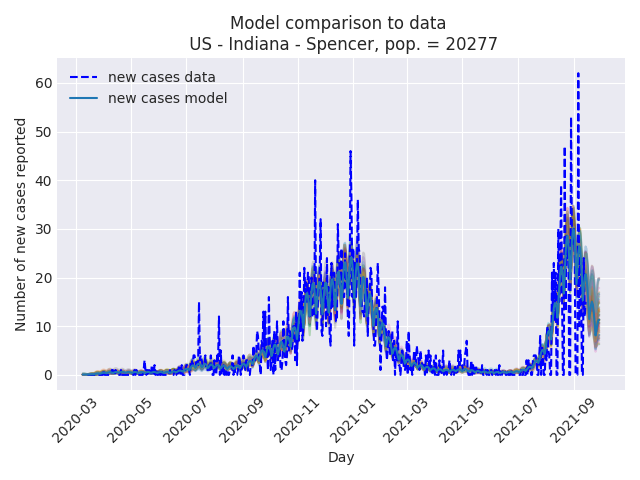 Model comparison to data
US - Indiana - Spencer, pop. = 20277
new cases data
new cases model
Number of new cases reported
60
50
40
30
20
10
0
2020-03
2020-05
2020-07
2020-09
2020-11
2021-01
2021-03
2021-05
2021-07
2021-09
Day